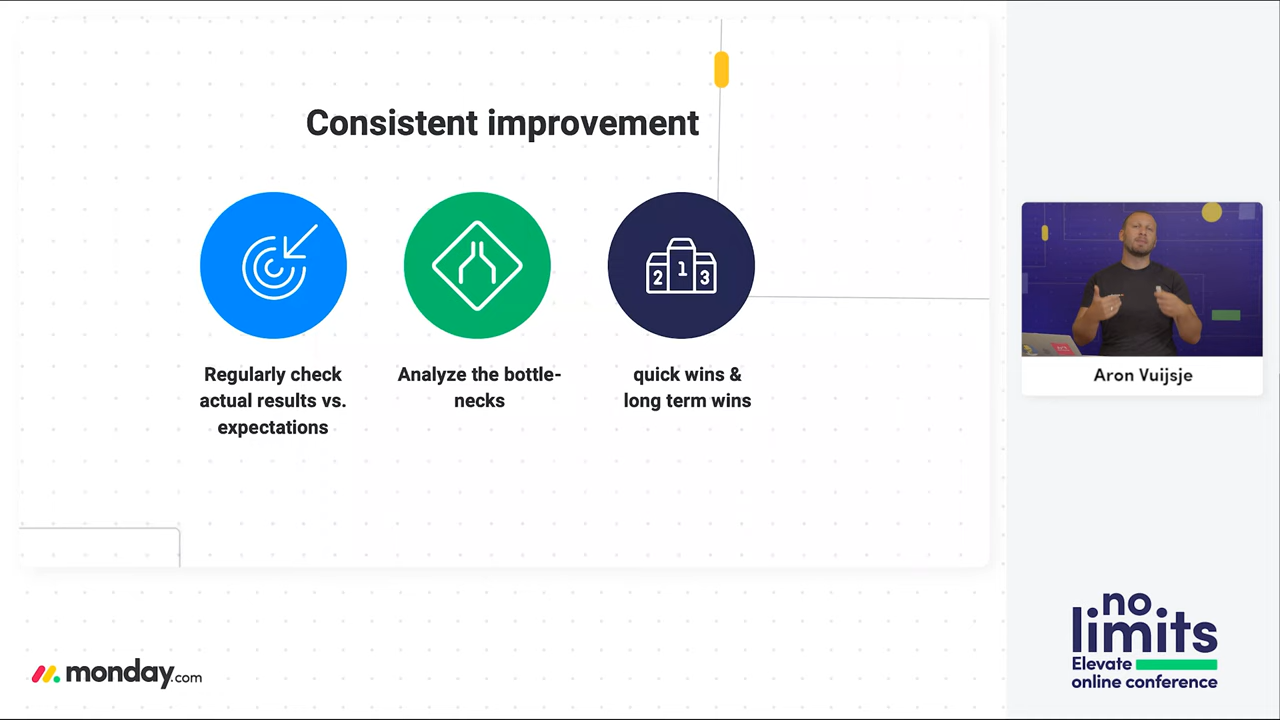 Consistent improvement
2 1 3
Regularly check
actual results vs.
expectations
Analyze the bottle-
necks
quick wins &
long term wins
Aron Vuijsje
monday.com
no
limits
Elevate
online conference